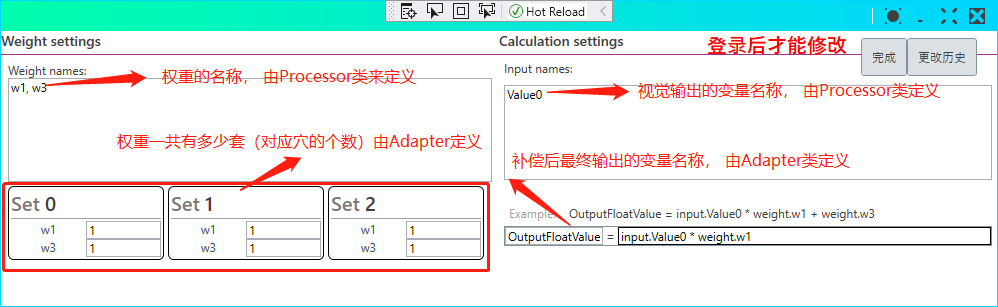 Hot Reload
Weight settings
Calculation settings
登录后才能修改
完成
更改历史
Weight names:
w1, w3
权重的名称， 由Processor类来定义
Input names:
Value0
视觉输出的变量名称， 由Processor类定义
权重一共有多少套（对应穴的个数）由Adapter定义
补偿后最终输出的变量名称， 由Adapter类定义
Set 0
w1 1
w3 1
Set 1
w1 1
w3 1
Set 2
w1 1
w3 1
Example: OutputFloatValue = input.Value0 * weight.w1 + weight.w3
OutputFloatValue = input.Value0 * weight.w1